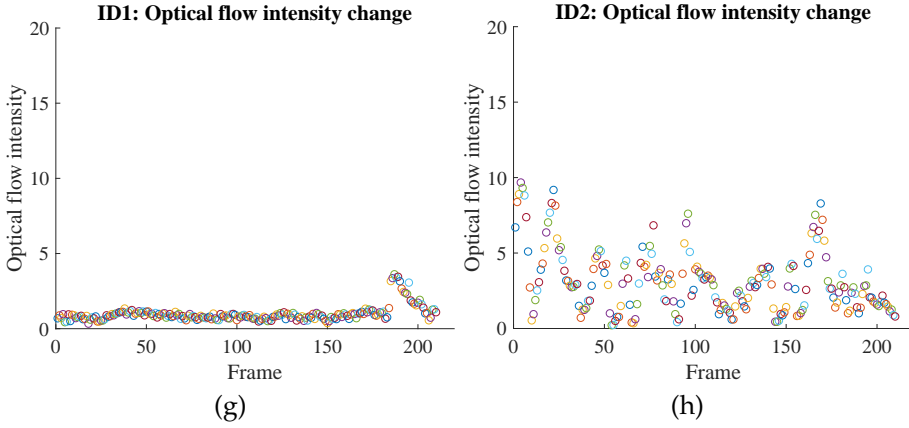 ID1: Optical flow intensity change
20
15
10
5
0
Optical flow intensity
0 50 100 150 200
Frame
(g)
ID2: Optical flow intensity change
20
15
10
5
0
Optical flow intensity
0 50 100 150 200
Frame
(h)